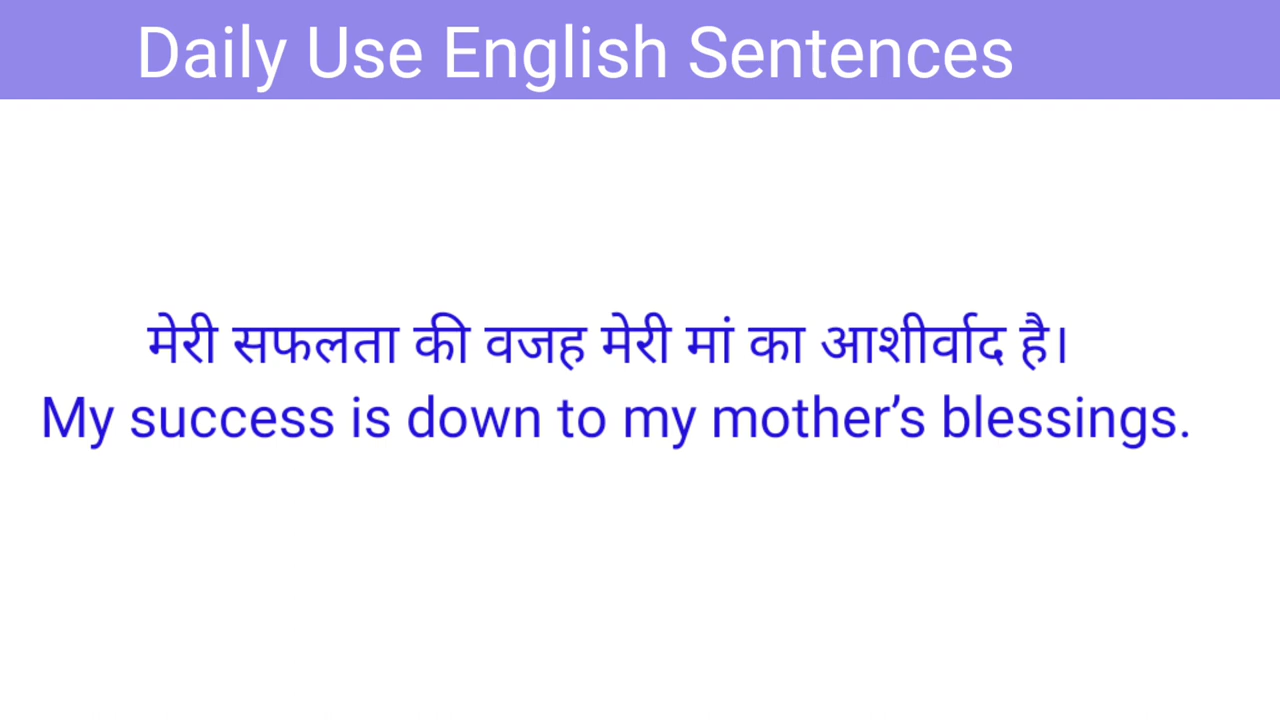 Daily Use English Sentences
मेरी सफलता की वजह मेरी मां का आशीर्वाद है।
My success is down to my mother’s blessings.